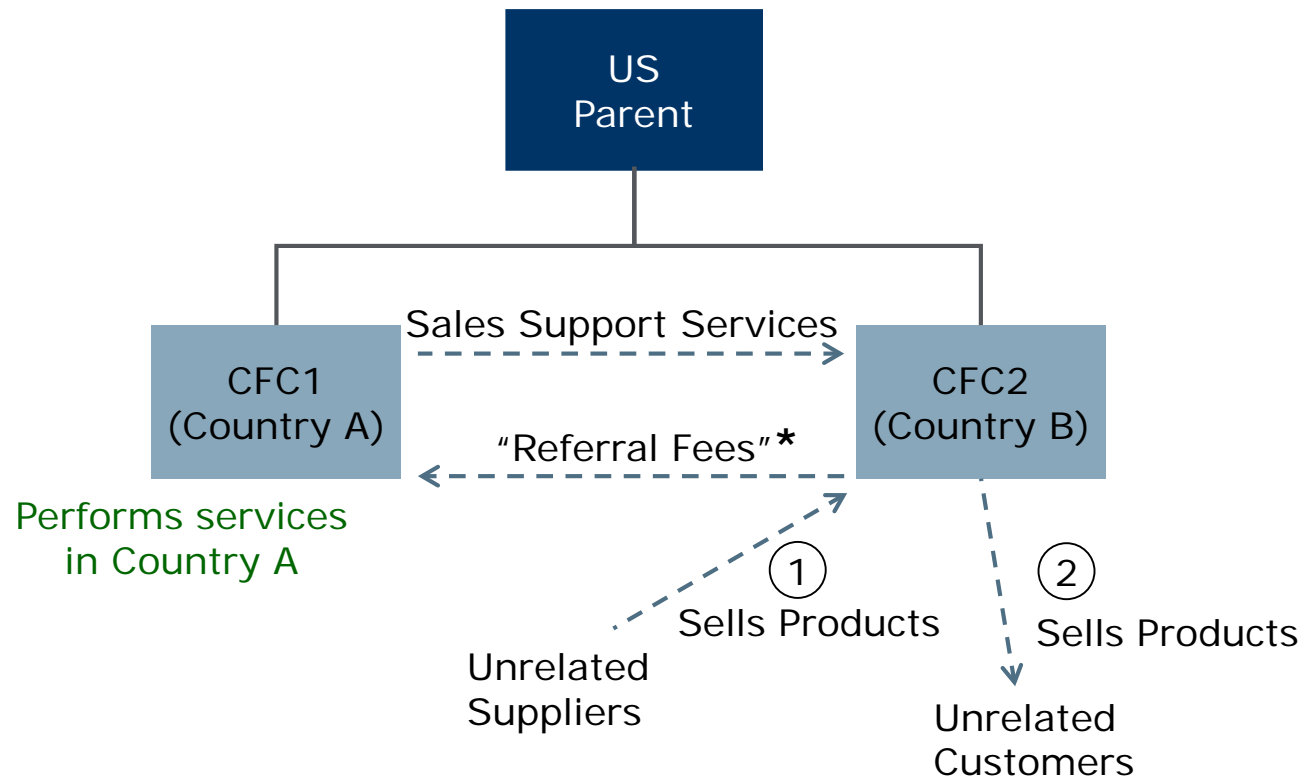 US
Parent
Sales Support Services
CFC1
(Country A)
CFC2
(Country B)
"Referral Fees"*
Performs services
in Country A
1
Sells Products
2
Sells Products
Unrelated
Suppliers
Unrelated
Customers